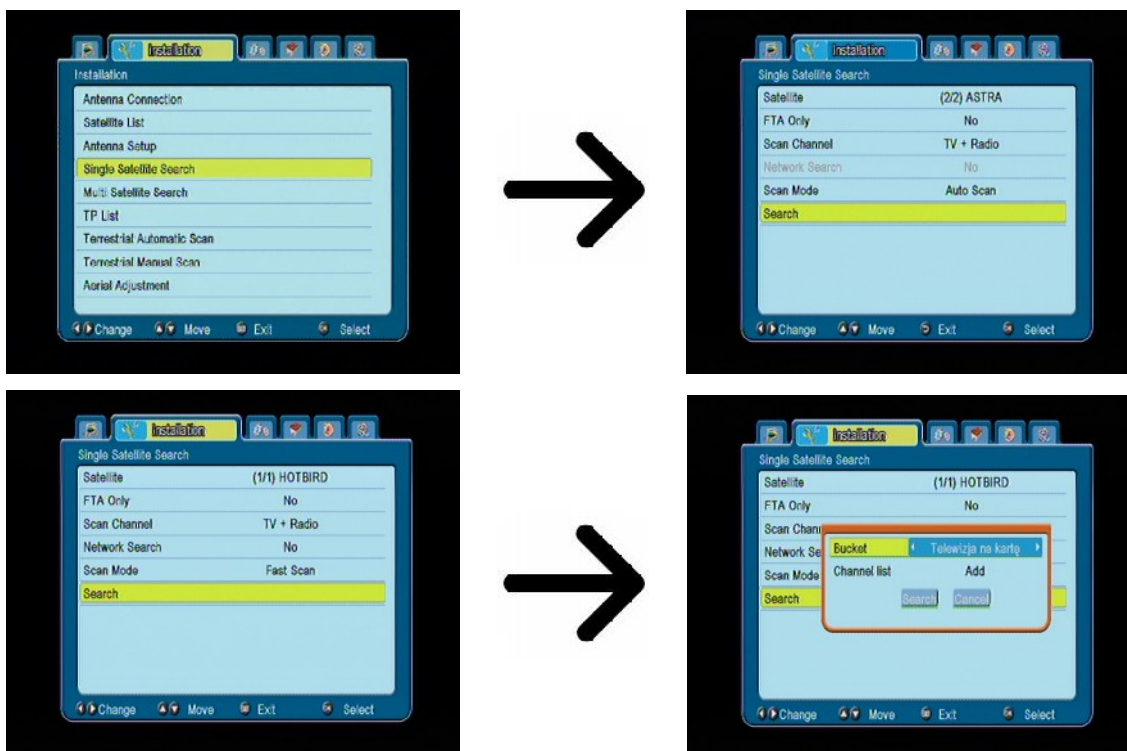 Installation
Installation
Antenna Connection
Satellite List
Antenna Setup
Single Satellite Search
Multi Satellite Search
TP List
Terrestrial Automatic Scan
Terrestrial Manual Scan
Aerial Adjustment
Change Move Exit Select
Installation
Single Satellite Search
Satellite (2/2) ASTRA
FTA Only No
Scan Channel TV + Radio
Network Search No
Scan Mode Auto Scan
Search
Change Move Exit Select
Installation
Single Satellite Search
Satellite (1/1) HOTBIRD
FTA Only No
Scan Channel TV + Radio
Network Search No
Scan Mode Fast Scan
Search
Change Move Exit Select
Installation
Single Satellite Search
Satellite (1/1) HOTBIRD
FTA Only No
Scan Chann
Network Se
Scan Mode
Search
Bucket Telewizja na kartę
Channel list Add
Search Cancel
Change Move Exit Select